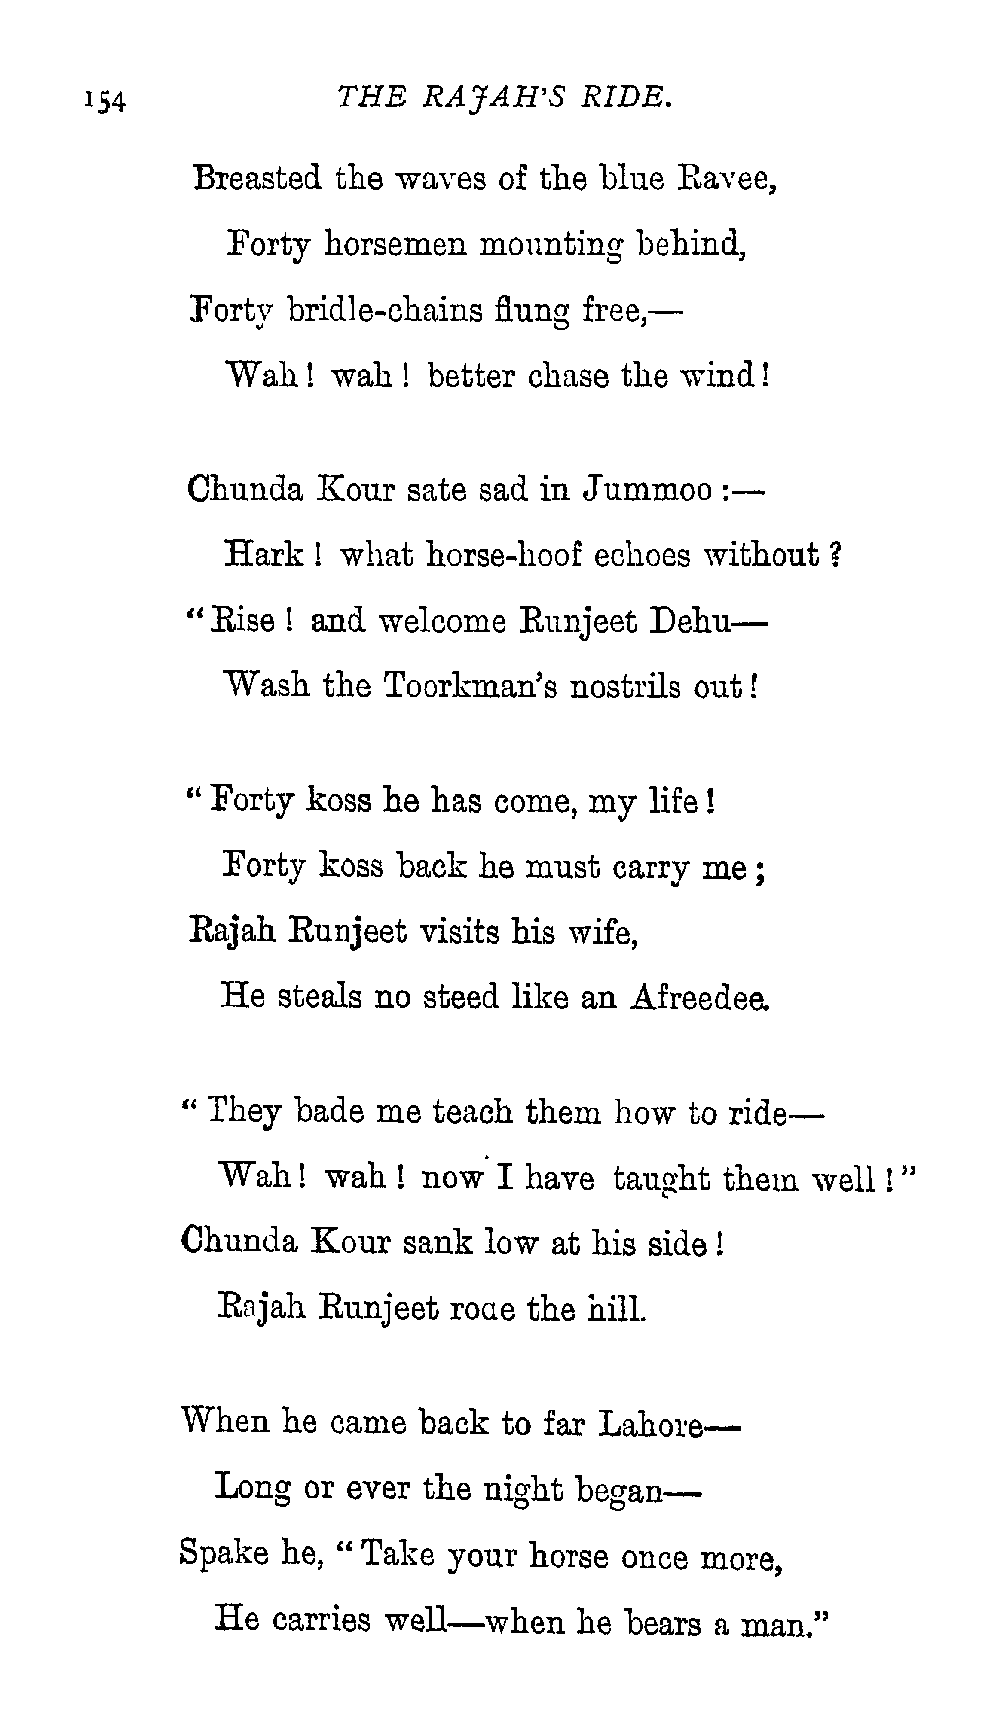 154 THE RAJAH'S RIDE.
Breasted the waves of the blue Ravee,
Forty horsemen mounting behind,
Forty bridle-chains flung free,—
Wah! wah! better chase the wind!
Chunda Kour sate sad in Jummoo:—
Hark! what horse-hoof echoes without?
"Rise! and welcome Runjeet Dehu—
Wash the Toorkman's nostrils out!
"Forty koss he has come, my life!
Forty koss back he must carry me;
Rajah Runjeet visits his wife,
He steals no steed like an Afreedee.
"They bade me teach them how to ride—
Wah! wah! now I have taught them well!"
Chunda Kour sank low at his side!
Rajah Runjeet rode the hill.
When he came back to far Lahore—
Long or ever the night began—
Spake he, "Take your horse once more,
He carries well—when he bears a man."